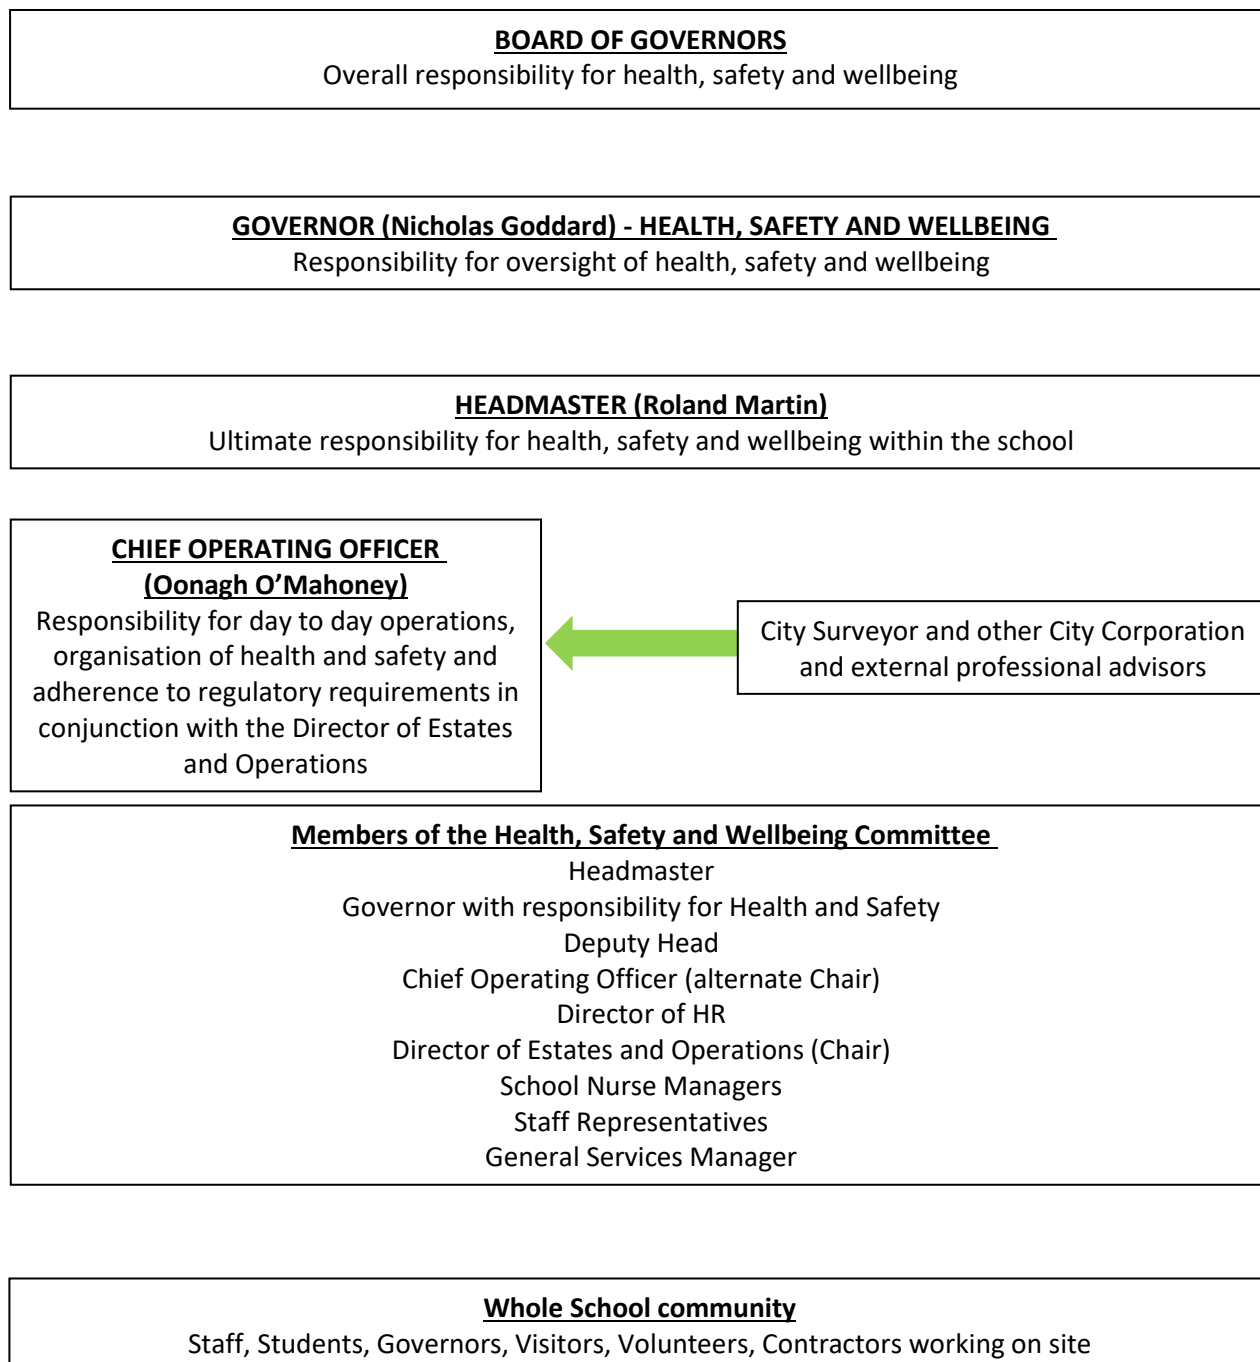 BOARD OF GOVERNORS
Overall responsibility for health, safety and wellbeing
GOVERNOR (Nicholas Goddard) - HEALTH, SAFETY AND WELLBEING
Responsibility for oversight of health, safety and wellbeing
HEADMASTER (Roland Martin)
Ultimate responsibility for health, safety and wellbeing within the school
CHIEF OPERATING OFFICER
(Oonagh O’Mahoney)
Responsibility for day to day operations,
organisation of health and safety and
adherence to regulatory requirements in
conjunction with the Director of Estates
and Operations
City Surveyor and other City Corporation
and external professional advisors
Members of the Health, Safety and Wellbeing Committee
Headmaster
Governor with responsibility for Health and Safety
Deputy Head
Chief Operating Officer (alternate Chair)
Director of HR
Director of Estates and Operations (Chair)
School Nurse Managers
Staff Representatives
General Services Manager
Whole School community
Staff, Students, Governors, Visitors, Volunteers, Contractors working on site